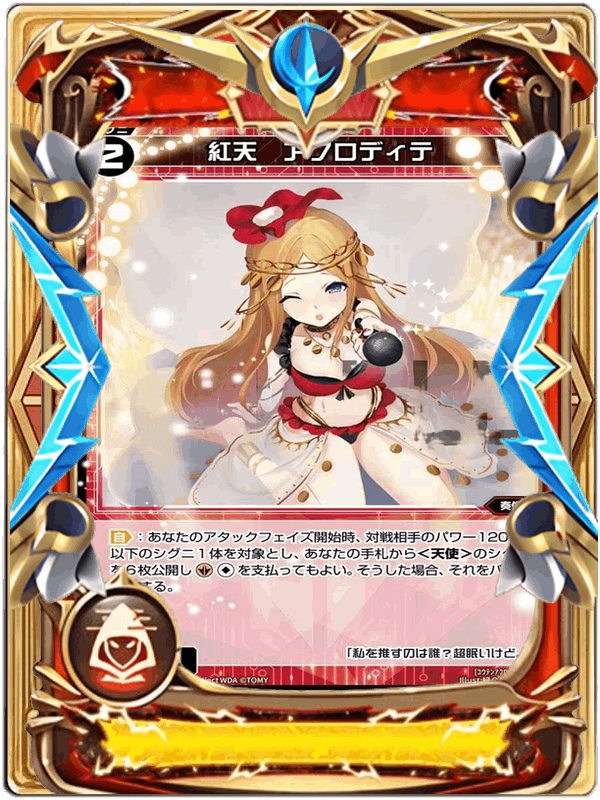 2
紅天 アフロディテ
奏
自：あなたのアタックフェイズ開始時、対戦相手のパワー120
以下のシグニ１体を対象とし、あなたの手札から<天使>のシ
を６枚公開し を支払ってもよい。そうした場合、それをバ
する。
「私を推すのは誰？超眠いけど
WDA ©TOMY